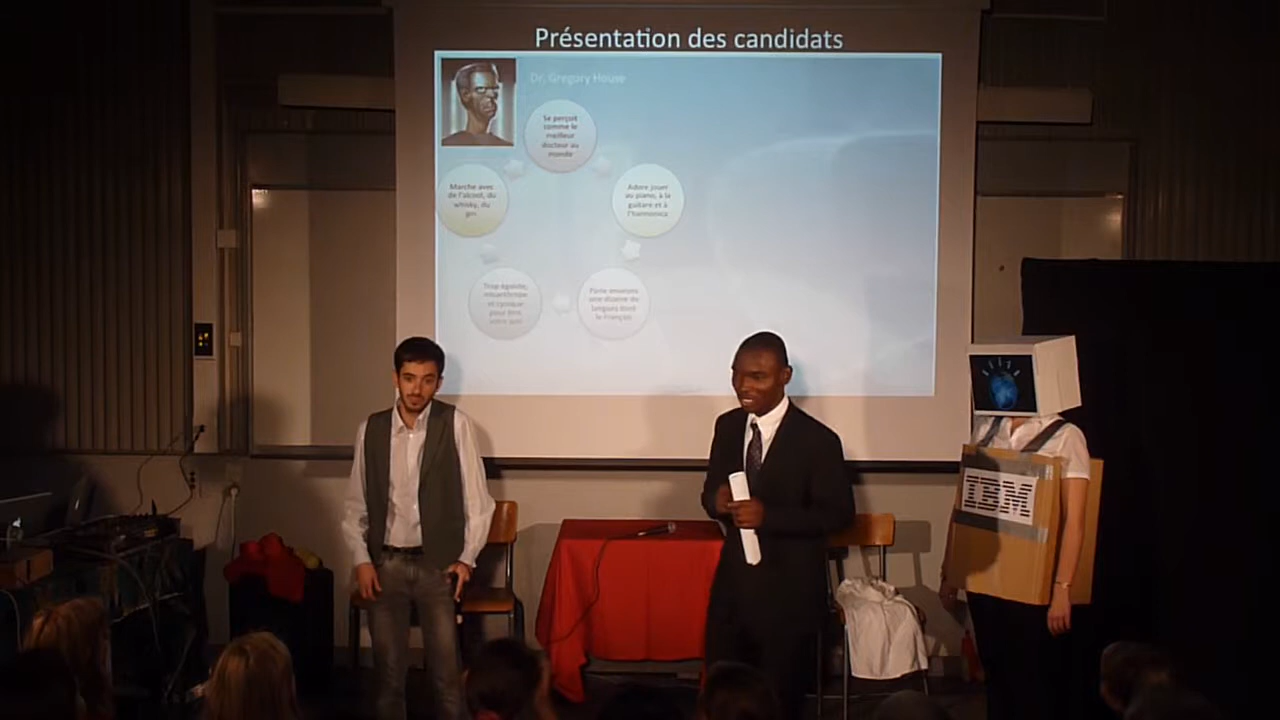 Présentation des candidats
Dr. Gregory House
Se perçoit
comme le
meilleur
docteur au
monde
Marche avec
de l'alcool, du
whisky, du
gin
Adore jouer
au piano, à la
guitare et à
l'harmonica
Trop égoïste,
misanthrope
et cynique
pour être
votre ami
Parle environs
une dizaine de
langues dont
le Français
IBM